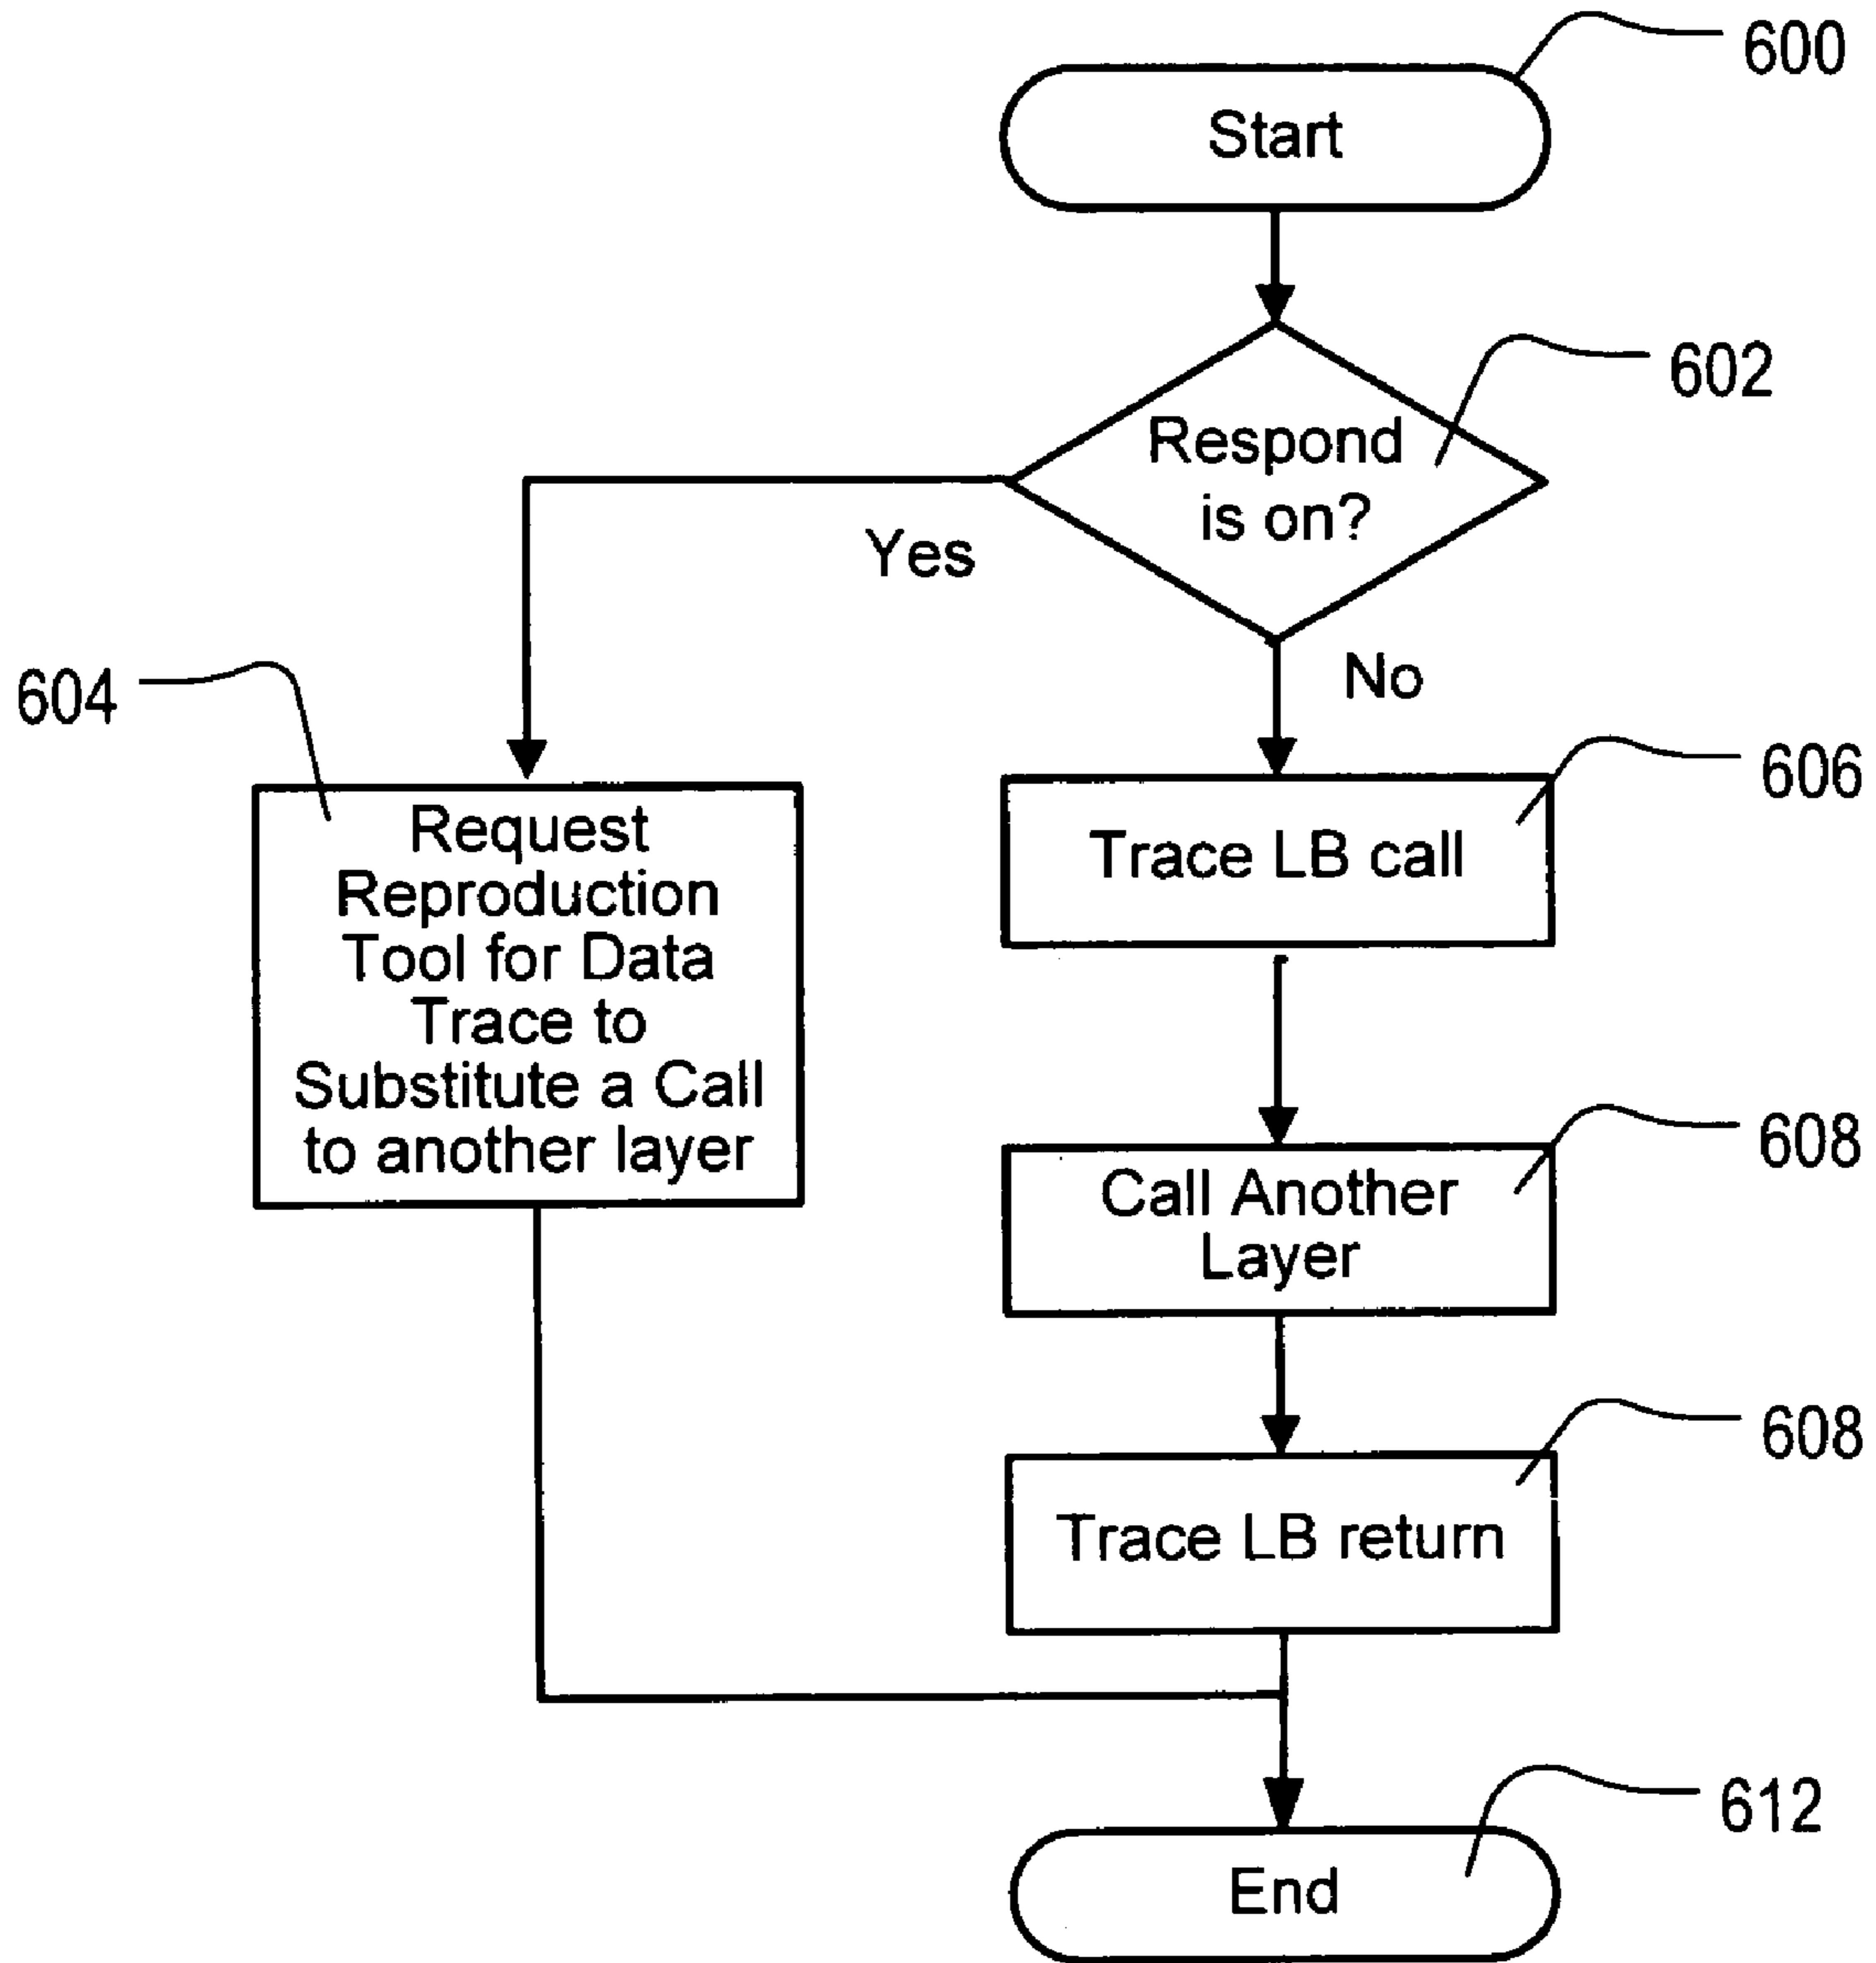 600
Start
602
Respond
is on?
Yes
No
604
Request
Reproduction
Tool for Data
Trace to
Substitute a Call
to another layer
606
Trace LB call
608
Call Another
Layer
608
Trace LB return
612
End